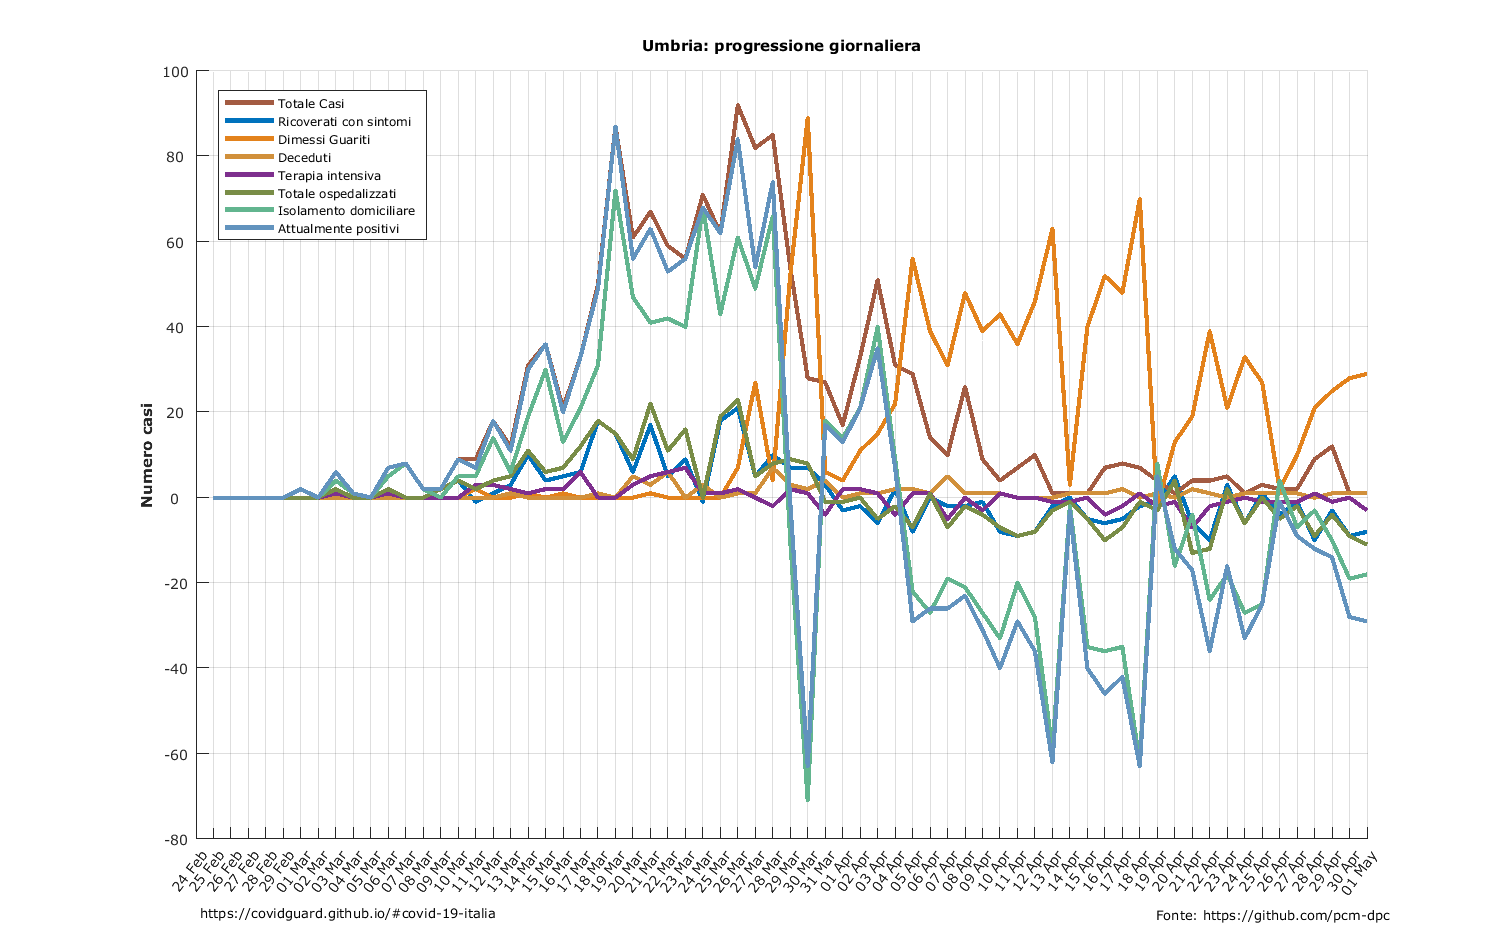 Umbria: progressione giornaliera
100
80
60
40
20
0
-20
-40
-60
-80
Numero casi
Totale Casi
Ricoverati con sintomi
Dimessi Guariti
Deceduti
Terapia intensiva
Totale ospedalizzati
Isolamento domiciliare
Attualmente positivi
24 Feb
25 Feb
26 Feb
27 Feb
28 Feb
29 Feb
01 Mar
02 Mar
03 Mar
04 Mar
05 Mar
06 Mar
07 Mar
08 Mar
09 Mar
10 Mar
11 Mar
12 Mar
13 Mar
14 Mar
15 Mar
16 Mar
17 Mar
18 Mar
19 Mar
20 Mar
21 Mar
22 Mar
23 Mar
24 Mar
25 Mar
26 Mar
27 Mar
28 Mar
29 Mar
30 Mar
31 Mar
01 Apr
02 Apr
03 Apr
04 Apr
05 Apr
06 Apr
07 Apr
08 Apr
09 Apr
10 Apr
11 Apr
12 Apr
13 Apr
14 Apr
15 Apr
16 Apr
17 Apr
18 Apr
19 Apr
20 Apr
21 Apr
22 Apr
23 Apr
24 Apr
25 Apr
26 Apr
27 Apr
28 Apr
29 Apr
30 Apr
01 May
https://covidguard.github.io/#covid-19-italia
Fonte: https://github.com/pcm-dpc